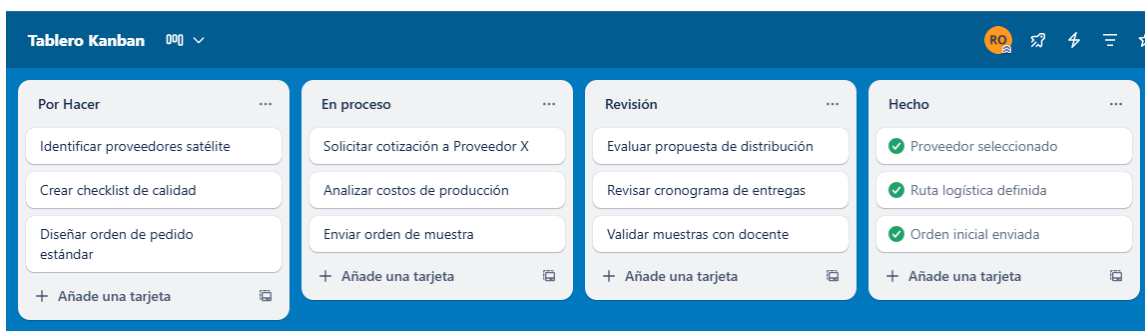 Tablero Kanban
RO
Por Hacer
Identificar proveedores satélite
Crear checklist de calidad
Diseñar orden de pedido
estándar
+ Añade una tarjeta
En proceso
Solicitar cotización a Proveedor X
Analizar costos de producción
Enviar orden de muestra
+ Añade una tarjeta
Revisión
Evaluar propuesta de distribución
Revisar cronograma de entregas
Validar muestras con docente
+ Añade una tarjeta
Hecho
Proveedor seleccionado
Ruta logística definida
Orden inicial enviada
+ Añade una tarjeta